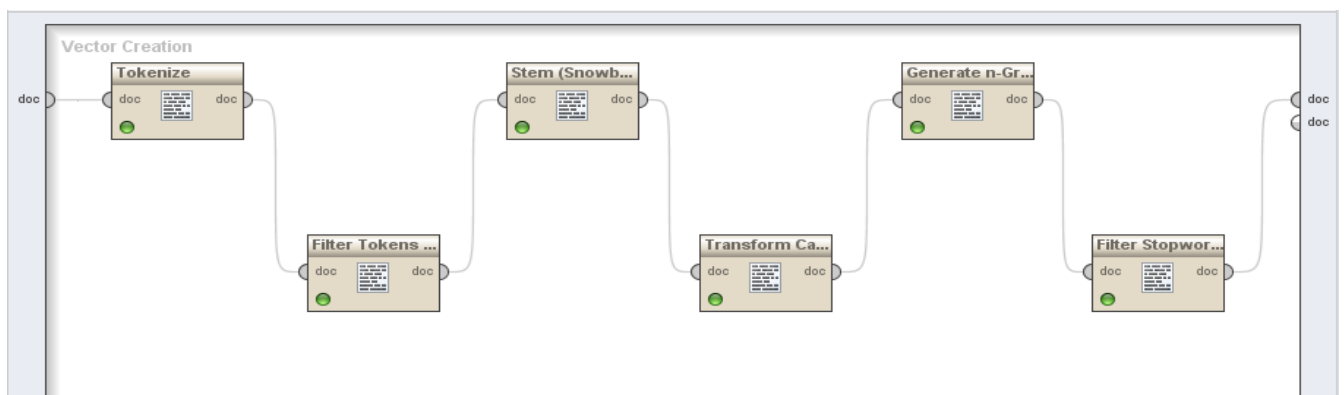 Vector Creation
Tokenize
Stem (Snowb...
Generate n-Gr...
doc
doc
doc
doc
doc
doc
doc
doc
doc
Filter Tokens ...
Transform Ca...
Filter Stopwor...
doc
doc
doc
doc
doc
doc